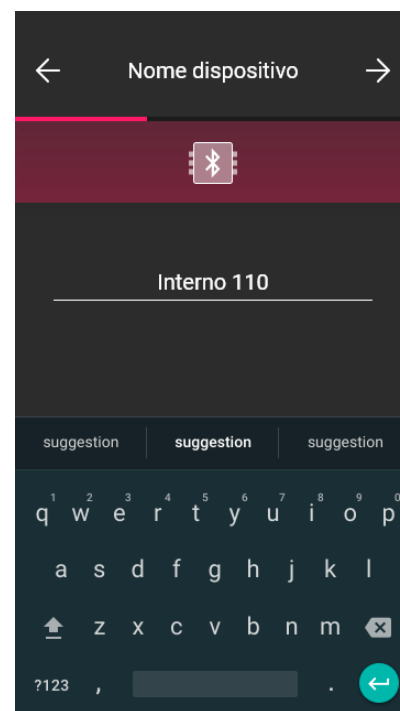 Nome dispositivo
Interno 110
suggestion suggestion suggestion
1 2 3 4 5 6 7 8 9 0
q w e r t y u i o p
a s d f g h j k l
z x c v b n m
?123 , .